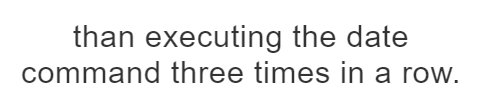 than executing the date
command three times in a row.